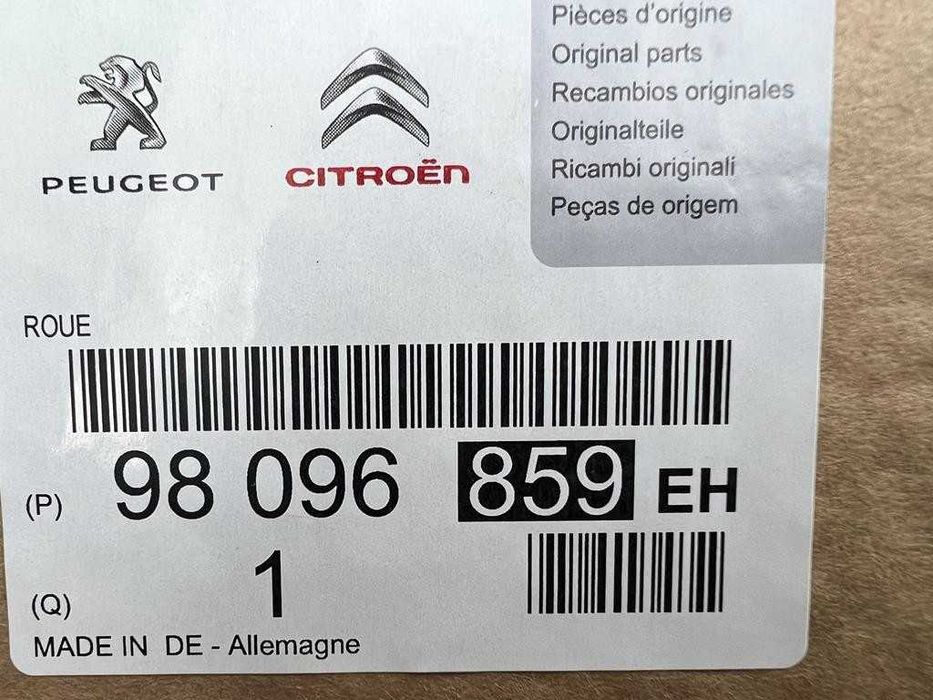 Pièces d'origine
Original parts
Recambios originales
Originalteile
Ricambi originali
Peças de origem
PEUGEOT
CITROËN
ROUE
(P) 98 096 859 EH
(Q) 1
MADE IN DE - Allemagne